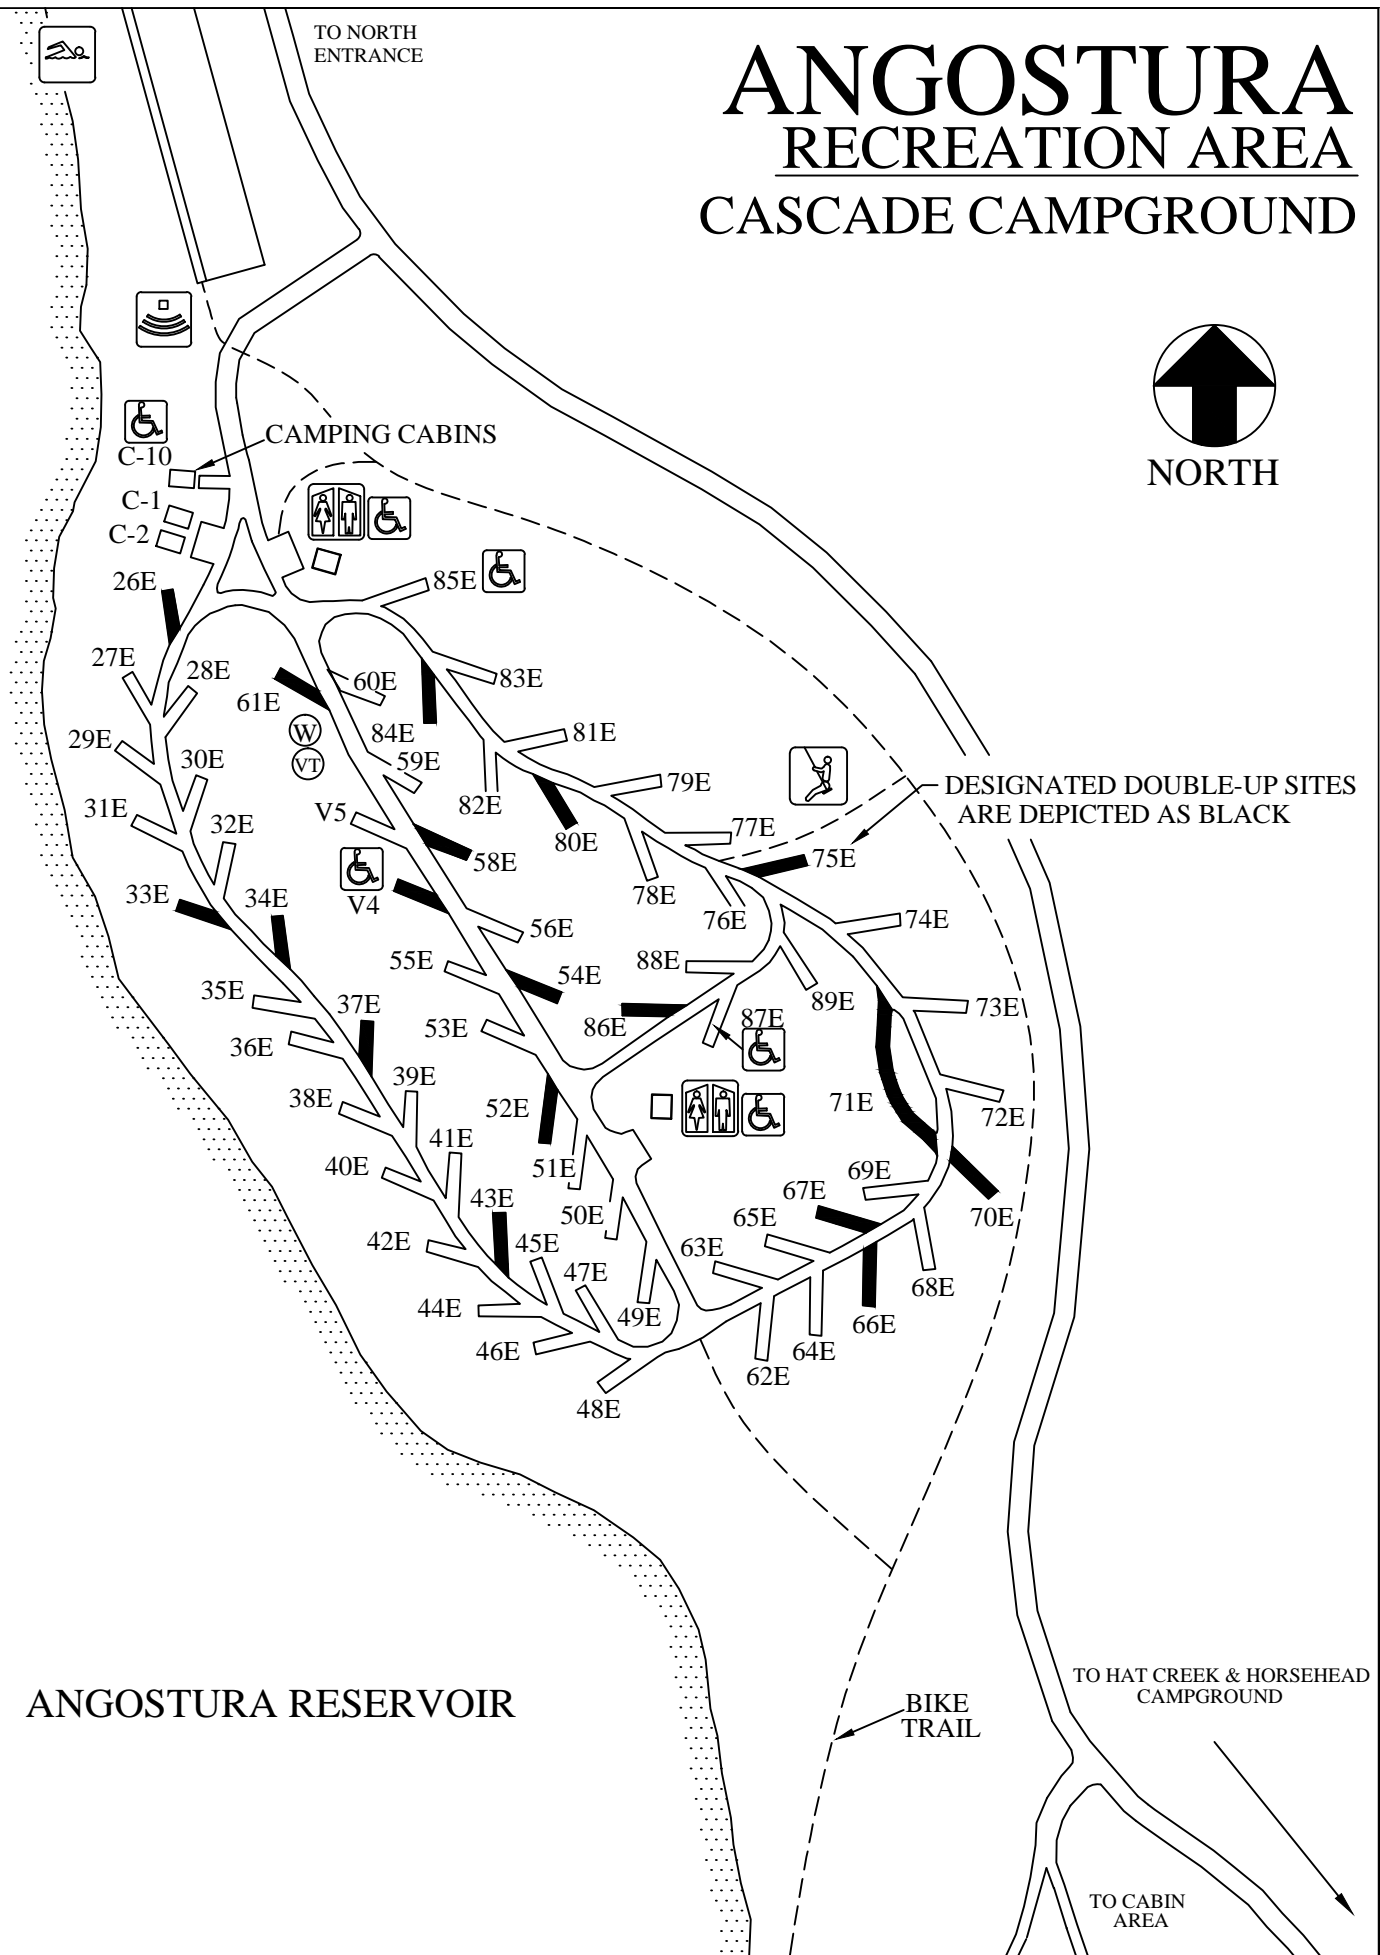 TO NORTH
ENTRANCE
ANGOSTURA
RECREATION AREA
CASCADE CAMPGROUND
NORTH
CAMPING CABINS
C-10
C-1
C-2
26E
85E
27E
28E
61E
60E
83E
84E
W
VT
29E
30E
59E
81E
82E
79E
DESIGNATED DOUBLE-UP SITES
ARE DEPICTED AS BLACK
31E
32E
V5
58E
80E
77E
75E
33E
34E
V4
78E
76E
74E
56E
55E
54E
88E
89E
35E
37E
53E
86E
87E
73E
36E
39E
38E
52E
71E
72E
41E
40E
51E
43E
69E
67E
70E
42E
45E
50E
65E
63E
47E
68E
44E
49E
66E
46E
64E
62E
48E
ANGOSTURA RESERVOIR
BIKE
TRAIL
TO HAT CREEK & HORSEHEAD
CAMPGROUND
TO CABIN
AREA